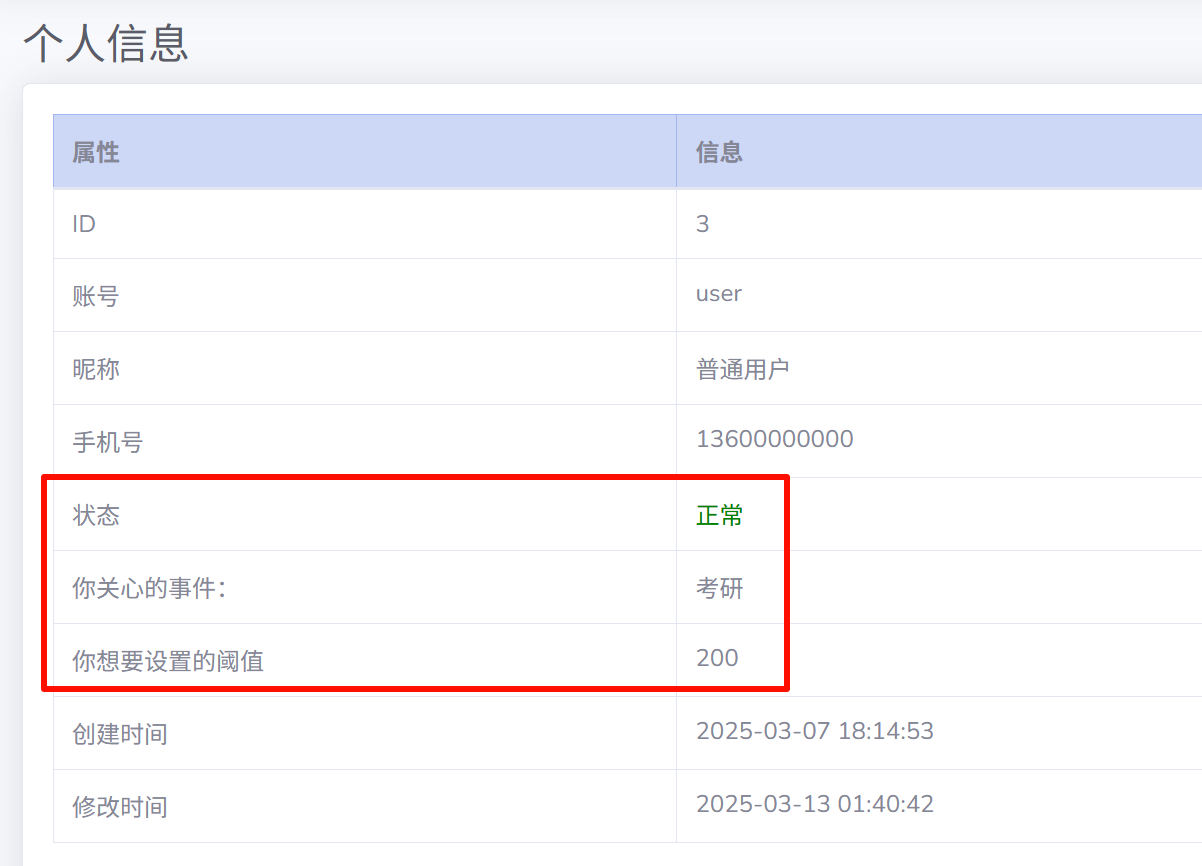 个人信息
属性 信息
ID 3
账号 user
昵称 普通用户
手机号 13600000000
状态 正常
你关心的事件： 考研
你想要设置的阈值 200
创建时间 2025-03-07 18:14:53
修改时间 2025-03-13 01:40:42